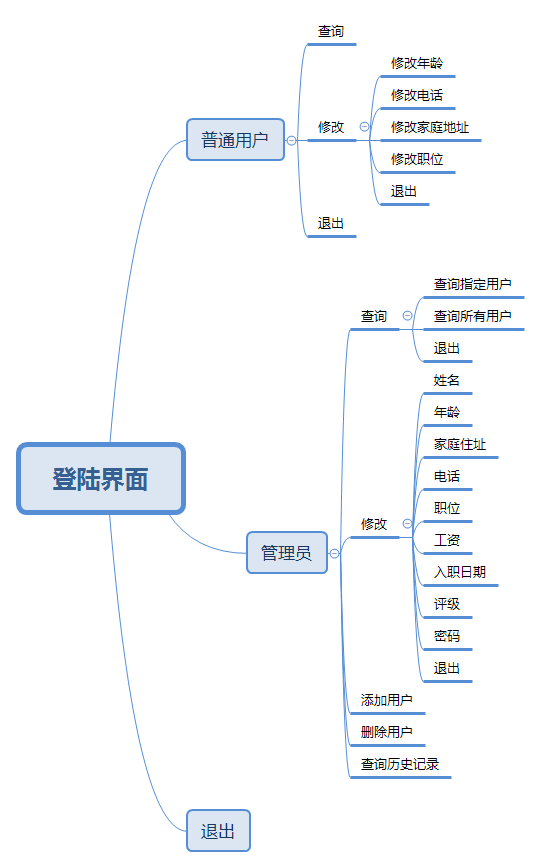 登陆界面
普通用户
查询
修改
修改年龄
修改电话
修改家庭地址
修改职位
退出
退出
管理员
查询
查询指定用户
查询所有用户
退出
修改
姓名
年龄
家庭住址
电话
职位
工资
入职日期
评级
密码
退出
添加用户
删除用户
查询历史记录
退出